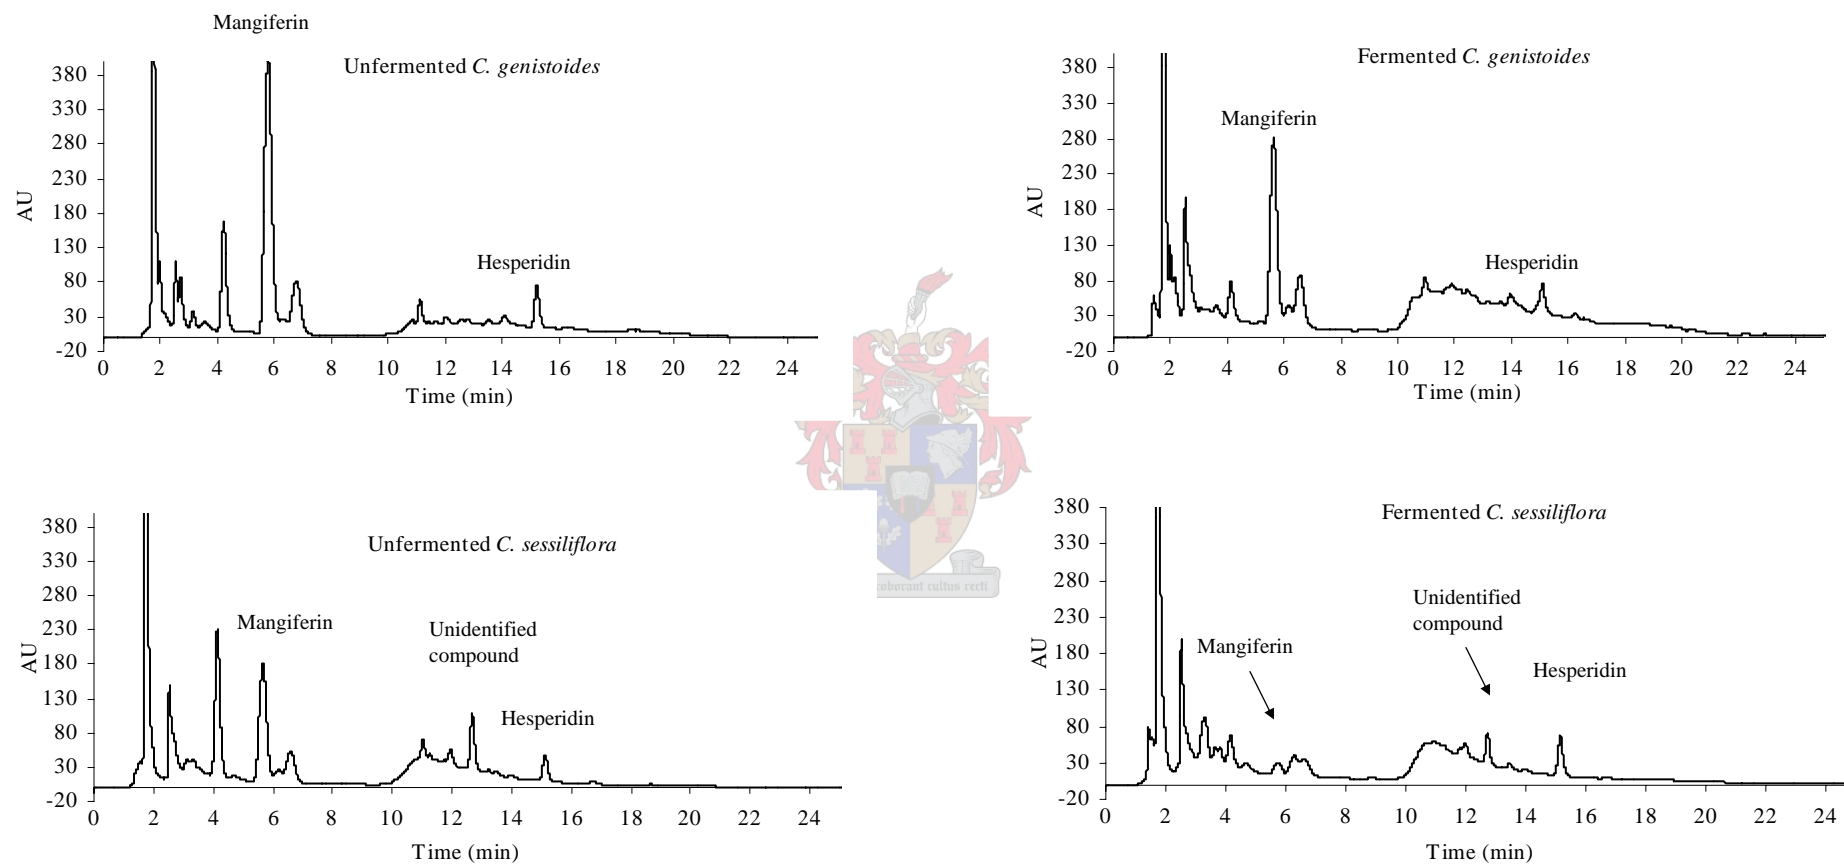 Mangiferin
Unfermented C. genistoides
380
330
280
230
180
130
80
30
-20
AU
Hesperidin
0 2 4 6 8 10 12 14 16 18 20 22 24
Time (min)
Fermented C. genistoides
380
330
280
230
180
130
80
30
-20
AU
Mangiferin
Hesperidin
0 2 4 6 8 10 12 14 16 18 20 22 24
Time (min)
Unfermented C. sessiliflora
380
330
280
230
180
130
80
30
-20
AU
Mangiferin
Unidentified
compound
Hesperidin
0 2 4 6 8 10 12 14 16 18 20 22 24
Time (min)
Fermented C. sessiliflora
380
330
280
230
180
130
80
30
-20
AU
Mangiferin
Unidentified
compound
Hesperidin
0 2 4 6 8 10 12 14 16 18 20 22 24
Time (min)
roborant cultus recti